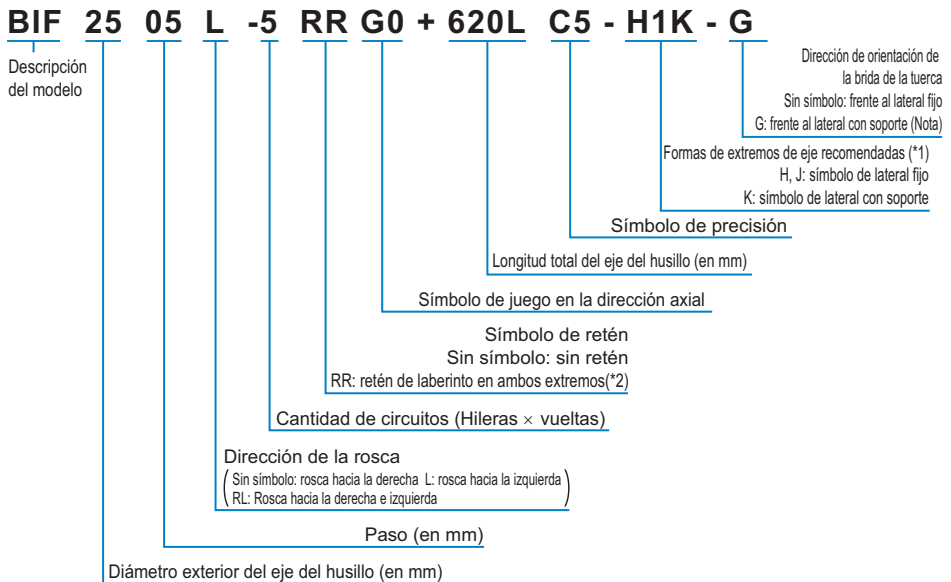 BIF 25 05 L -5 RR G0 + 620L C5 - H1K - G
Descripción
del modelo
Dirección de orientación de
la brida de la tuerca
Sin símbolo: frente al lateral fijo
G: frente al lateral con soporte (Nota)
Formas de extremos de eje recomendadas (*1)
H, J: símbolo de lateral fijo
K: símbolo de lateral con soporte
Símbolo de precisión
Longitud total del eje del husillo (en mm)
Símbolo de juego en la dirección axial
Símbolo de retén
Sin símbolo: sin retén
RR: retén de laberinto en ambos extremos(*2)
Cantidad de circuitos (Hileras × vueltas)
Dirección de la rosca
(Sin símbolo: rosca hacia la derecha L: rosca hacia la izquierda
RL: Rosca hacia la derecha e izquierda)
Paso (en mm)
Diámetro exterior del eje del husillo (en mm)